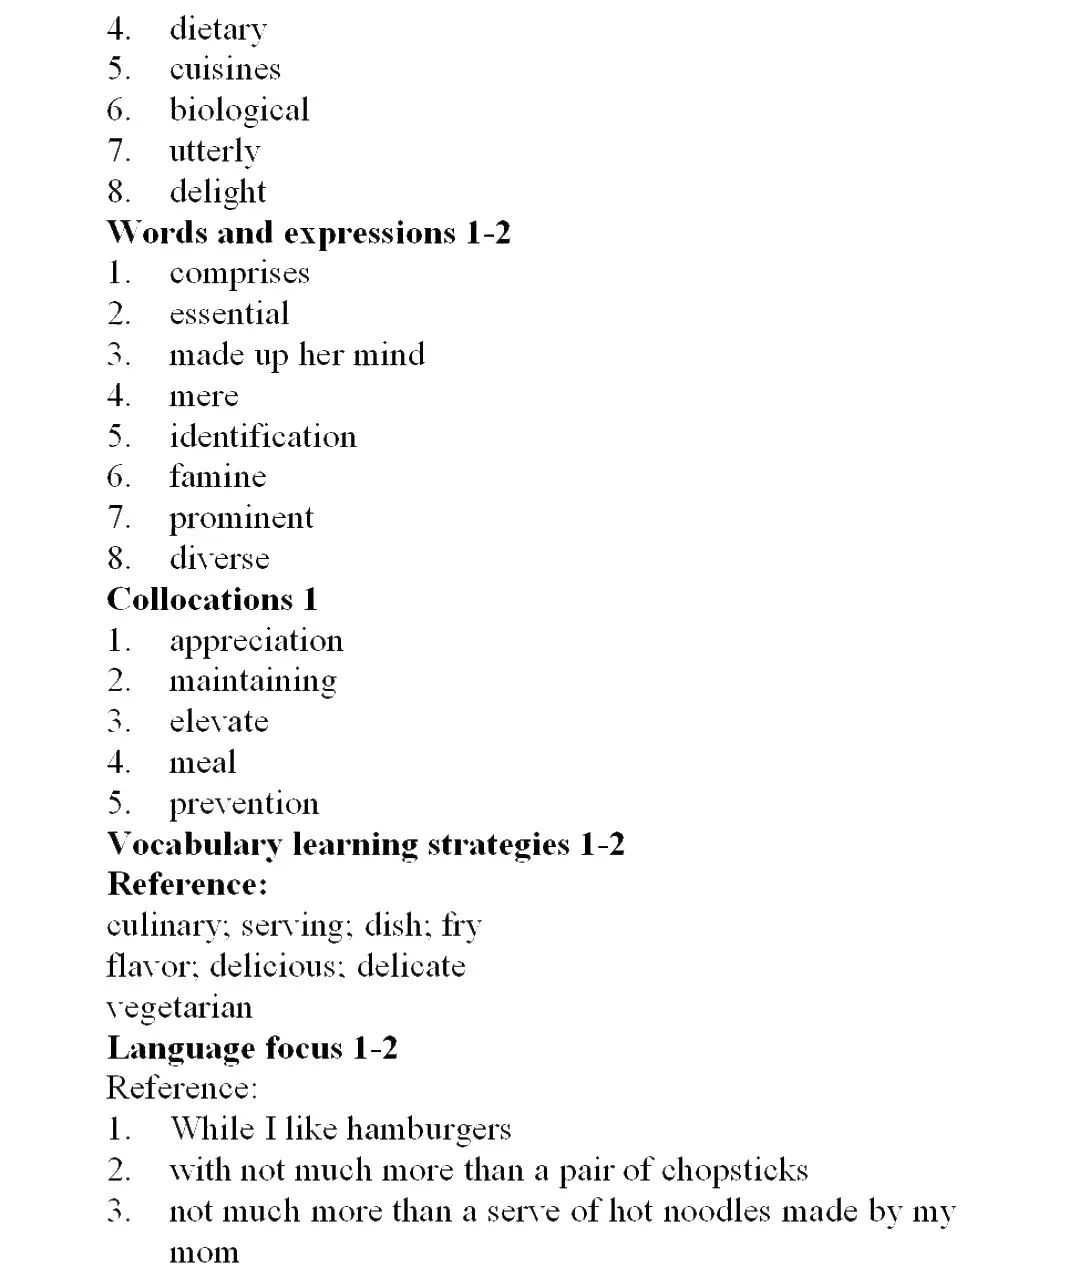 4. dietary
5. cuisines
6. biological
7. utterly
8. delight
Words and expressions 1-2
1. comprises
2. essential
3. made up her mind
4. mere
5. identification
6. famine
7. prominent
8. diverse
Collocations 1
1. appreciation
2. maintaining
3. elevate
4. meal
5. prevention
Vocabulary learning strategies 1-2
Reference:
culinary; serving; dish; fry
flavor; delicious; delicate
vegetarian
Language focus 1-2
Reference:
1. While I like hamburgers
2. with not much more than a pair of chopsticks
3. not much more than a serve of hot noodles made by my
mom